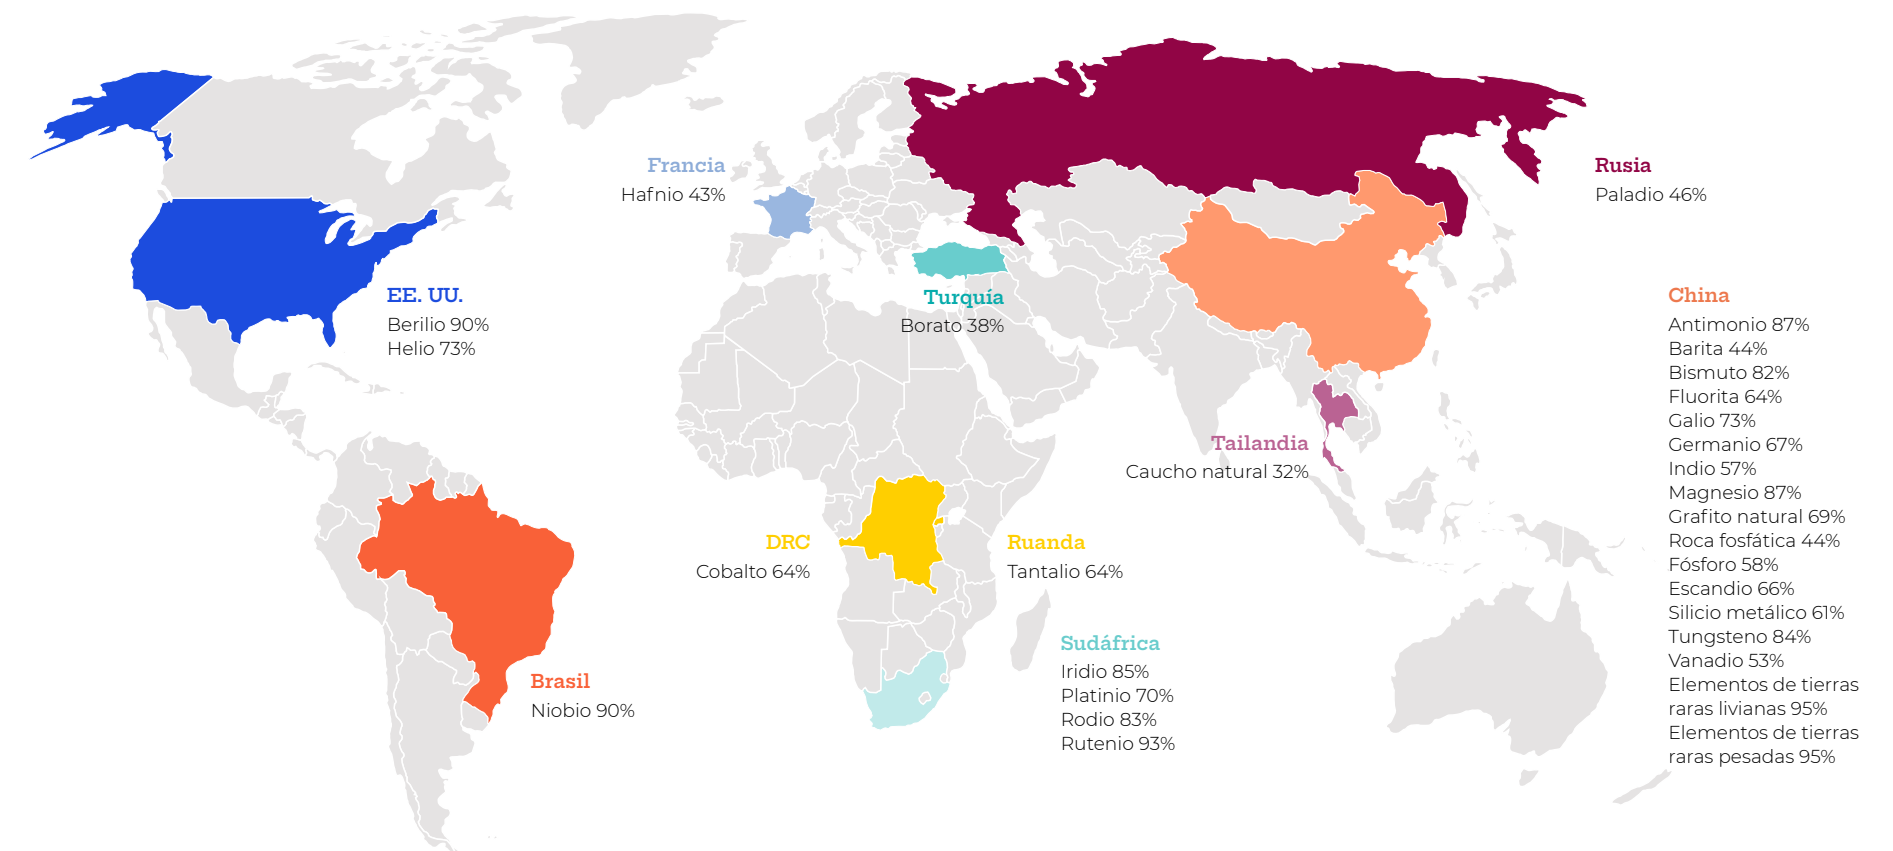 Francia
Hafnio 43%
Rusia
Paladio 46%
EE. UU.
Berilio 90%
Helio 73%
Turquía
Borato 38%
China
Antimonio 87%
Barita 44%
Bismuto 82%
Fluorita 64%
Galio 73%
Germanio 67%
Indio 57%
Magnesio 87%
Grafito natural 69%
Roca fosfática 44%
Fósforo 58%
Escandio 66%
Silicio metálico 61%
Tungsteno 84%
Vanadio 53%
Elementos de tierras
raras livianas 95%
Elementos de tierras
raras pesadas 95%
Tailandia
Caucho natural 32%
DRC
Cobalto 64%
Ruanda
Tantalio 64%
Sudáfrica
Iridio 85%
Platinio 70%
Rodio 83%
Rutenio 93%
Brasil
Niobio 90%